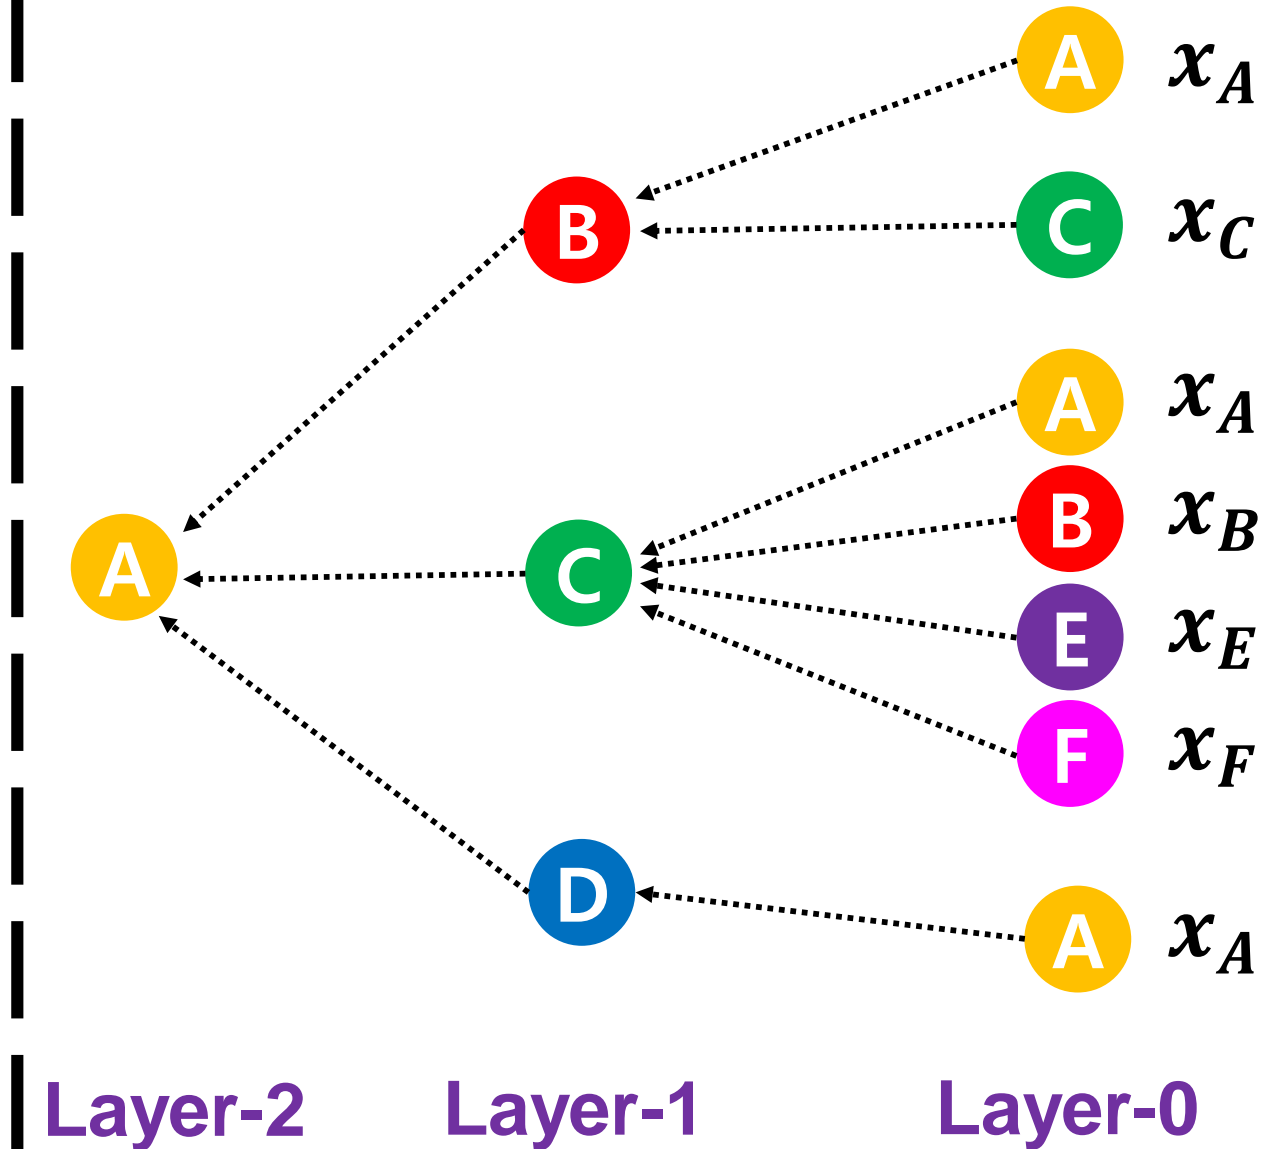 A x_A
B C x_C
A x_A
B x_B
A C E x_E
F x_F
D A x_A
Layer-2 Layer-1 Layer-0